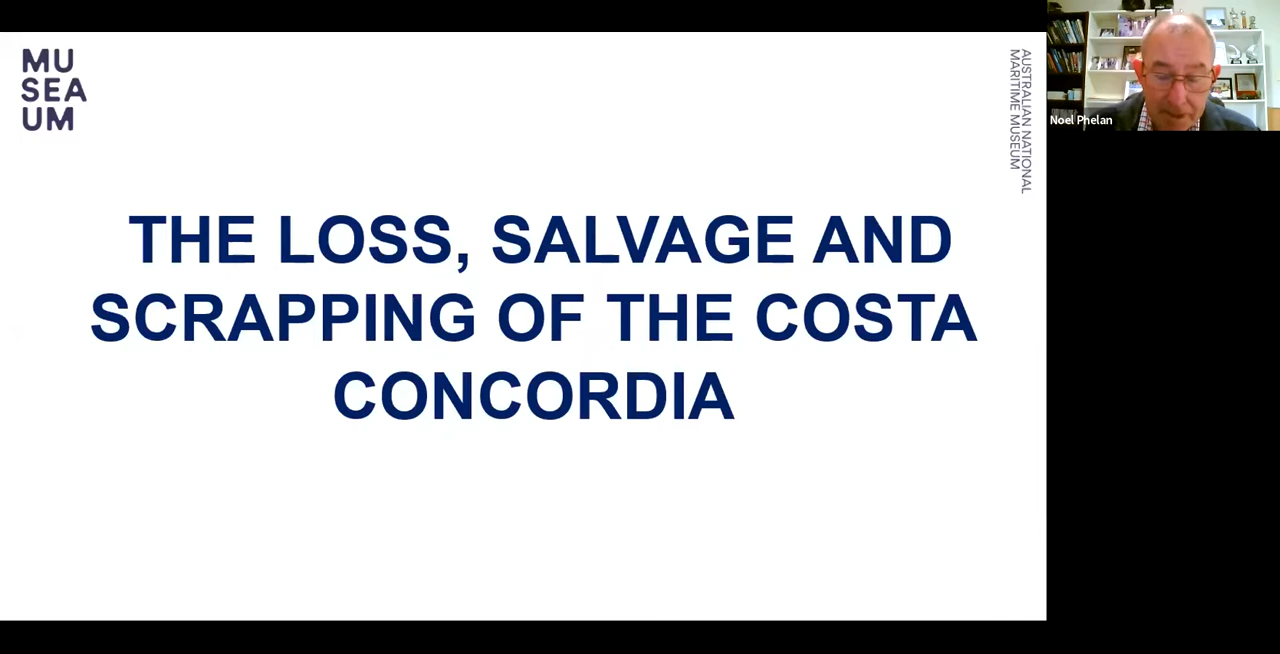 MU
SEA
UM
AUSTRALIAN NATIONAL
MARITIME MUSEUM
THE LOSS, SALVAGE AND
SCRAPPING OF THE COSTA
CONCORDIA
Noel Phelan